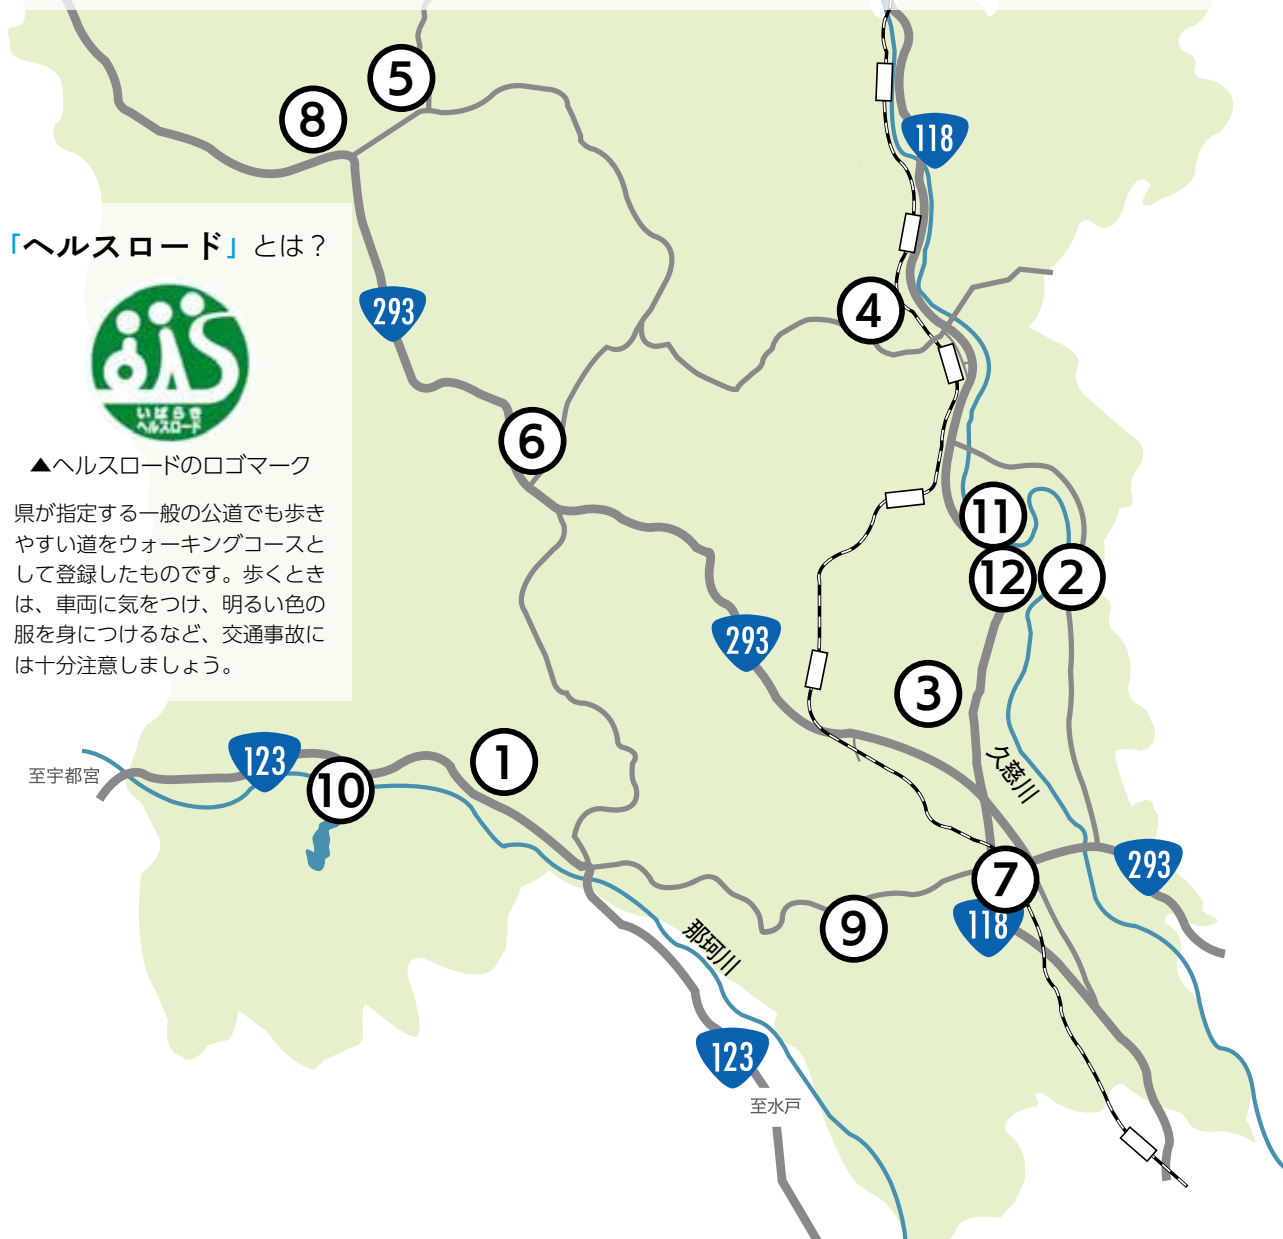 5
8
118
「ヘルスロード」とは？
293
4
いばらき
ヘルスロード
▲ヘルスロードのロゴマーク
6
県が指定する一般の公道でも歩き
やすい道をウォーキングコースと
して登録したものです。歩くとき
は、車両に気をつけ、明るい色の
服を身につけるなど、交通事故に
は十分注意しましょう。
11
12
2
293
3
至宇都宮
123
10
1
久慈川
293
7
118
9
那珂川
123
至水戸